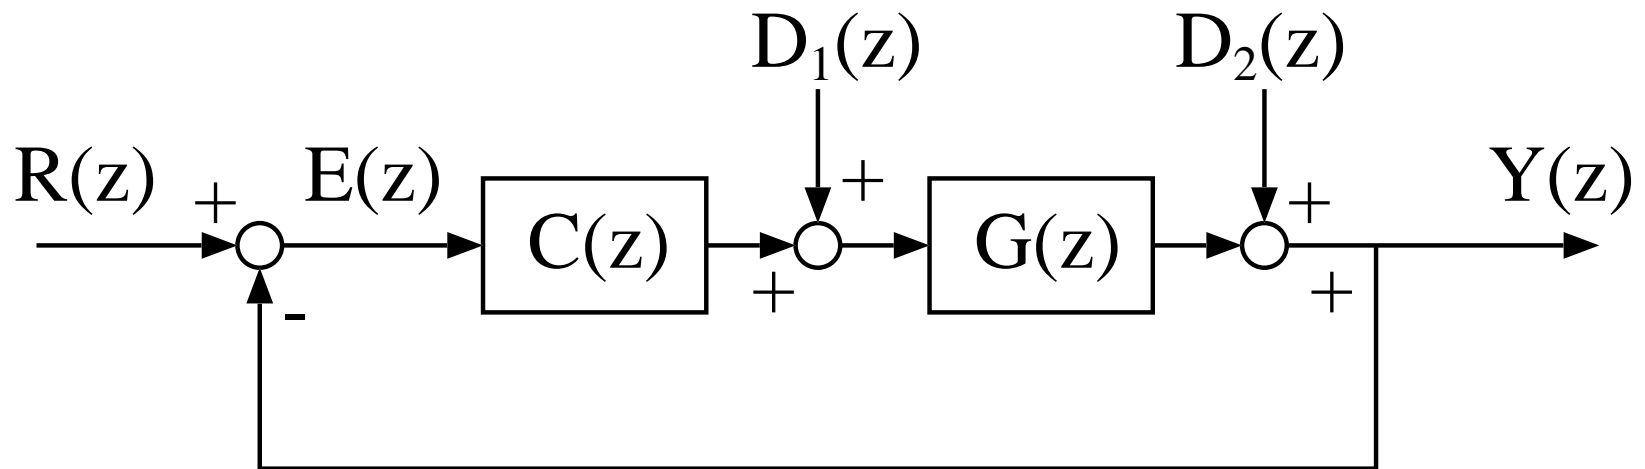 D₁(z) D₂(z)
R(z) + E(z) C(z) + + G(z) + + Y(z)
-